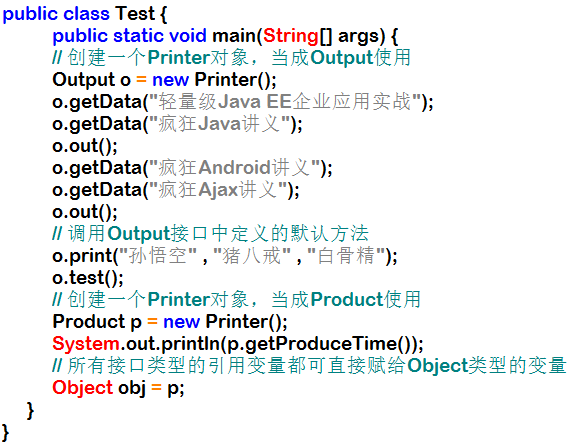 public class Test {
public static void main(String[] args) {
// 创建一个Printer对象，当成Output使用
Output o = new Printer();
o.getData("轻量级Java EE企业应用实战");
o.getData("疯狂Java讲义");
o.out();
o.getData("疯狂Android讲义");
o.getData("疯狂Ajax讲义");
o.out();
// 调用Output接口中定义的默认方法
o.print("孙悟空" , "猪八戒" , "白骨精");
o.test();
// 创建一个Printer对象，当成Product使用
Product p = new Printer();
System.out.println(p.getProduceTime());
// 所有接口类型的引用变量都可直接赋给Object类型的变量
Object obj = p;
}
}